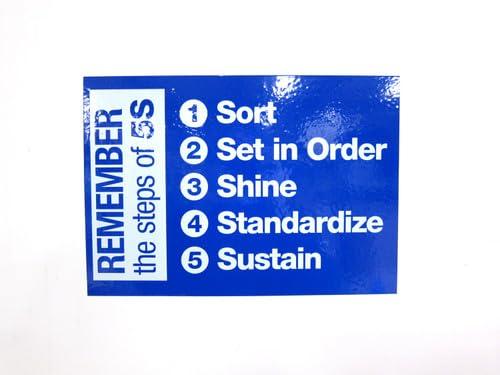 REMEMBER
the steps of 5S
1 Sort
2 Set in Order
3 Shine
4 Standardize
5 Sustain